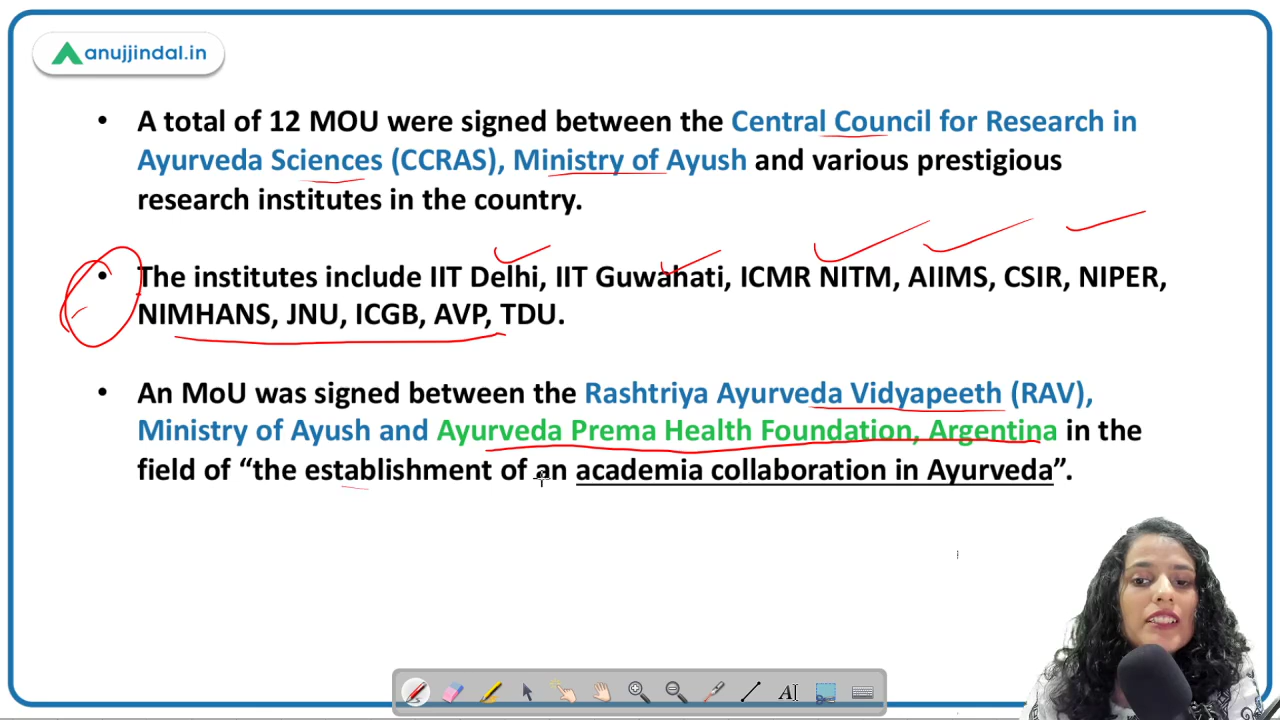 anujjindal.in
• A total of 12 MOU were signed between the Central Council for Research in
Ayurveda Sciences (CCRAS), Ministry of Ayush and various prestigious
research institutes in the country.
• The institutes include IIT Delhi, IIT Guwahati, ICMR NITM, AIIMS, CSIR, NIPER,
NIMHANS, JNU, ICGB, AVP, TDU.
• An MoU was signed between the Rashtriya Ayurveda Vidyapeeth (RAV),
Ministry of Ayush and Ayurveda Prema Health Foundation, Argentina in the
field of “the establishment of an academia collaboration in Ayurveda”.